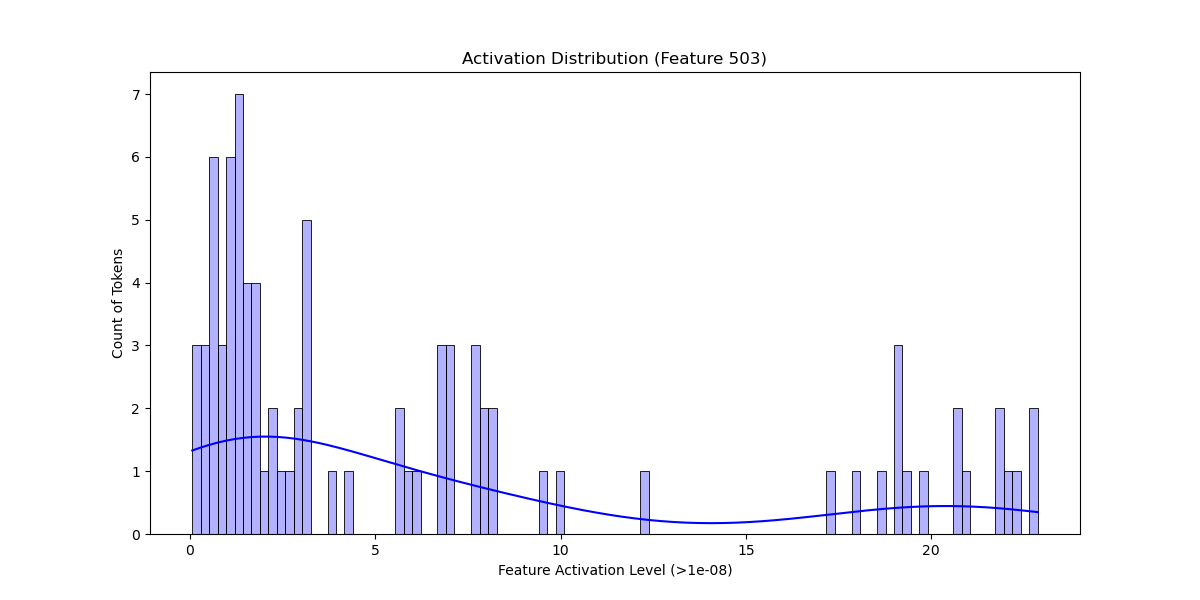 Activation Distribution (Feature 503)
7
6
5
4
3
2
1
0
Count of Tokens
0 5 10 15 20
Feature Activation Level (>1e-08)